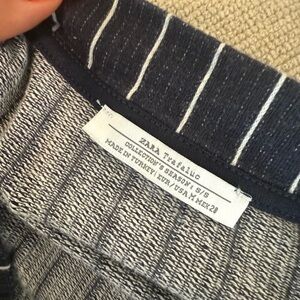 ZARA Trafaluc
COLLECTION & SEASON: S/S
MADE IN TURKEY | EUR/USA M MEX 28